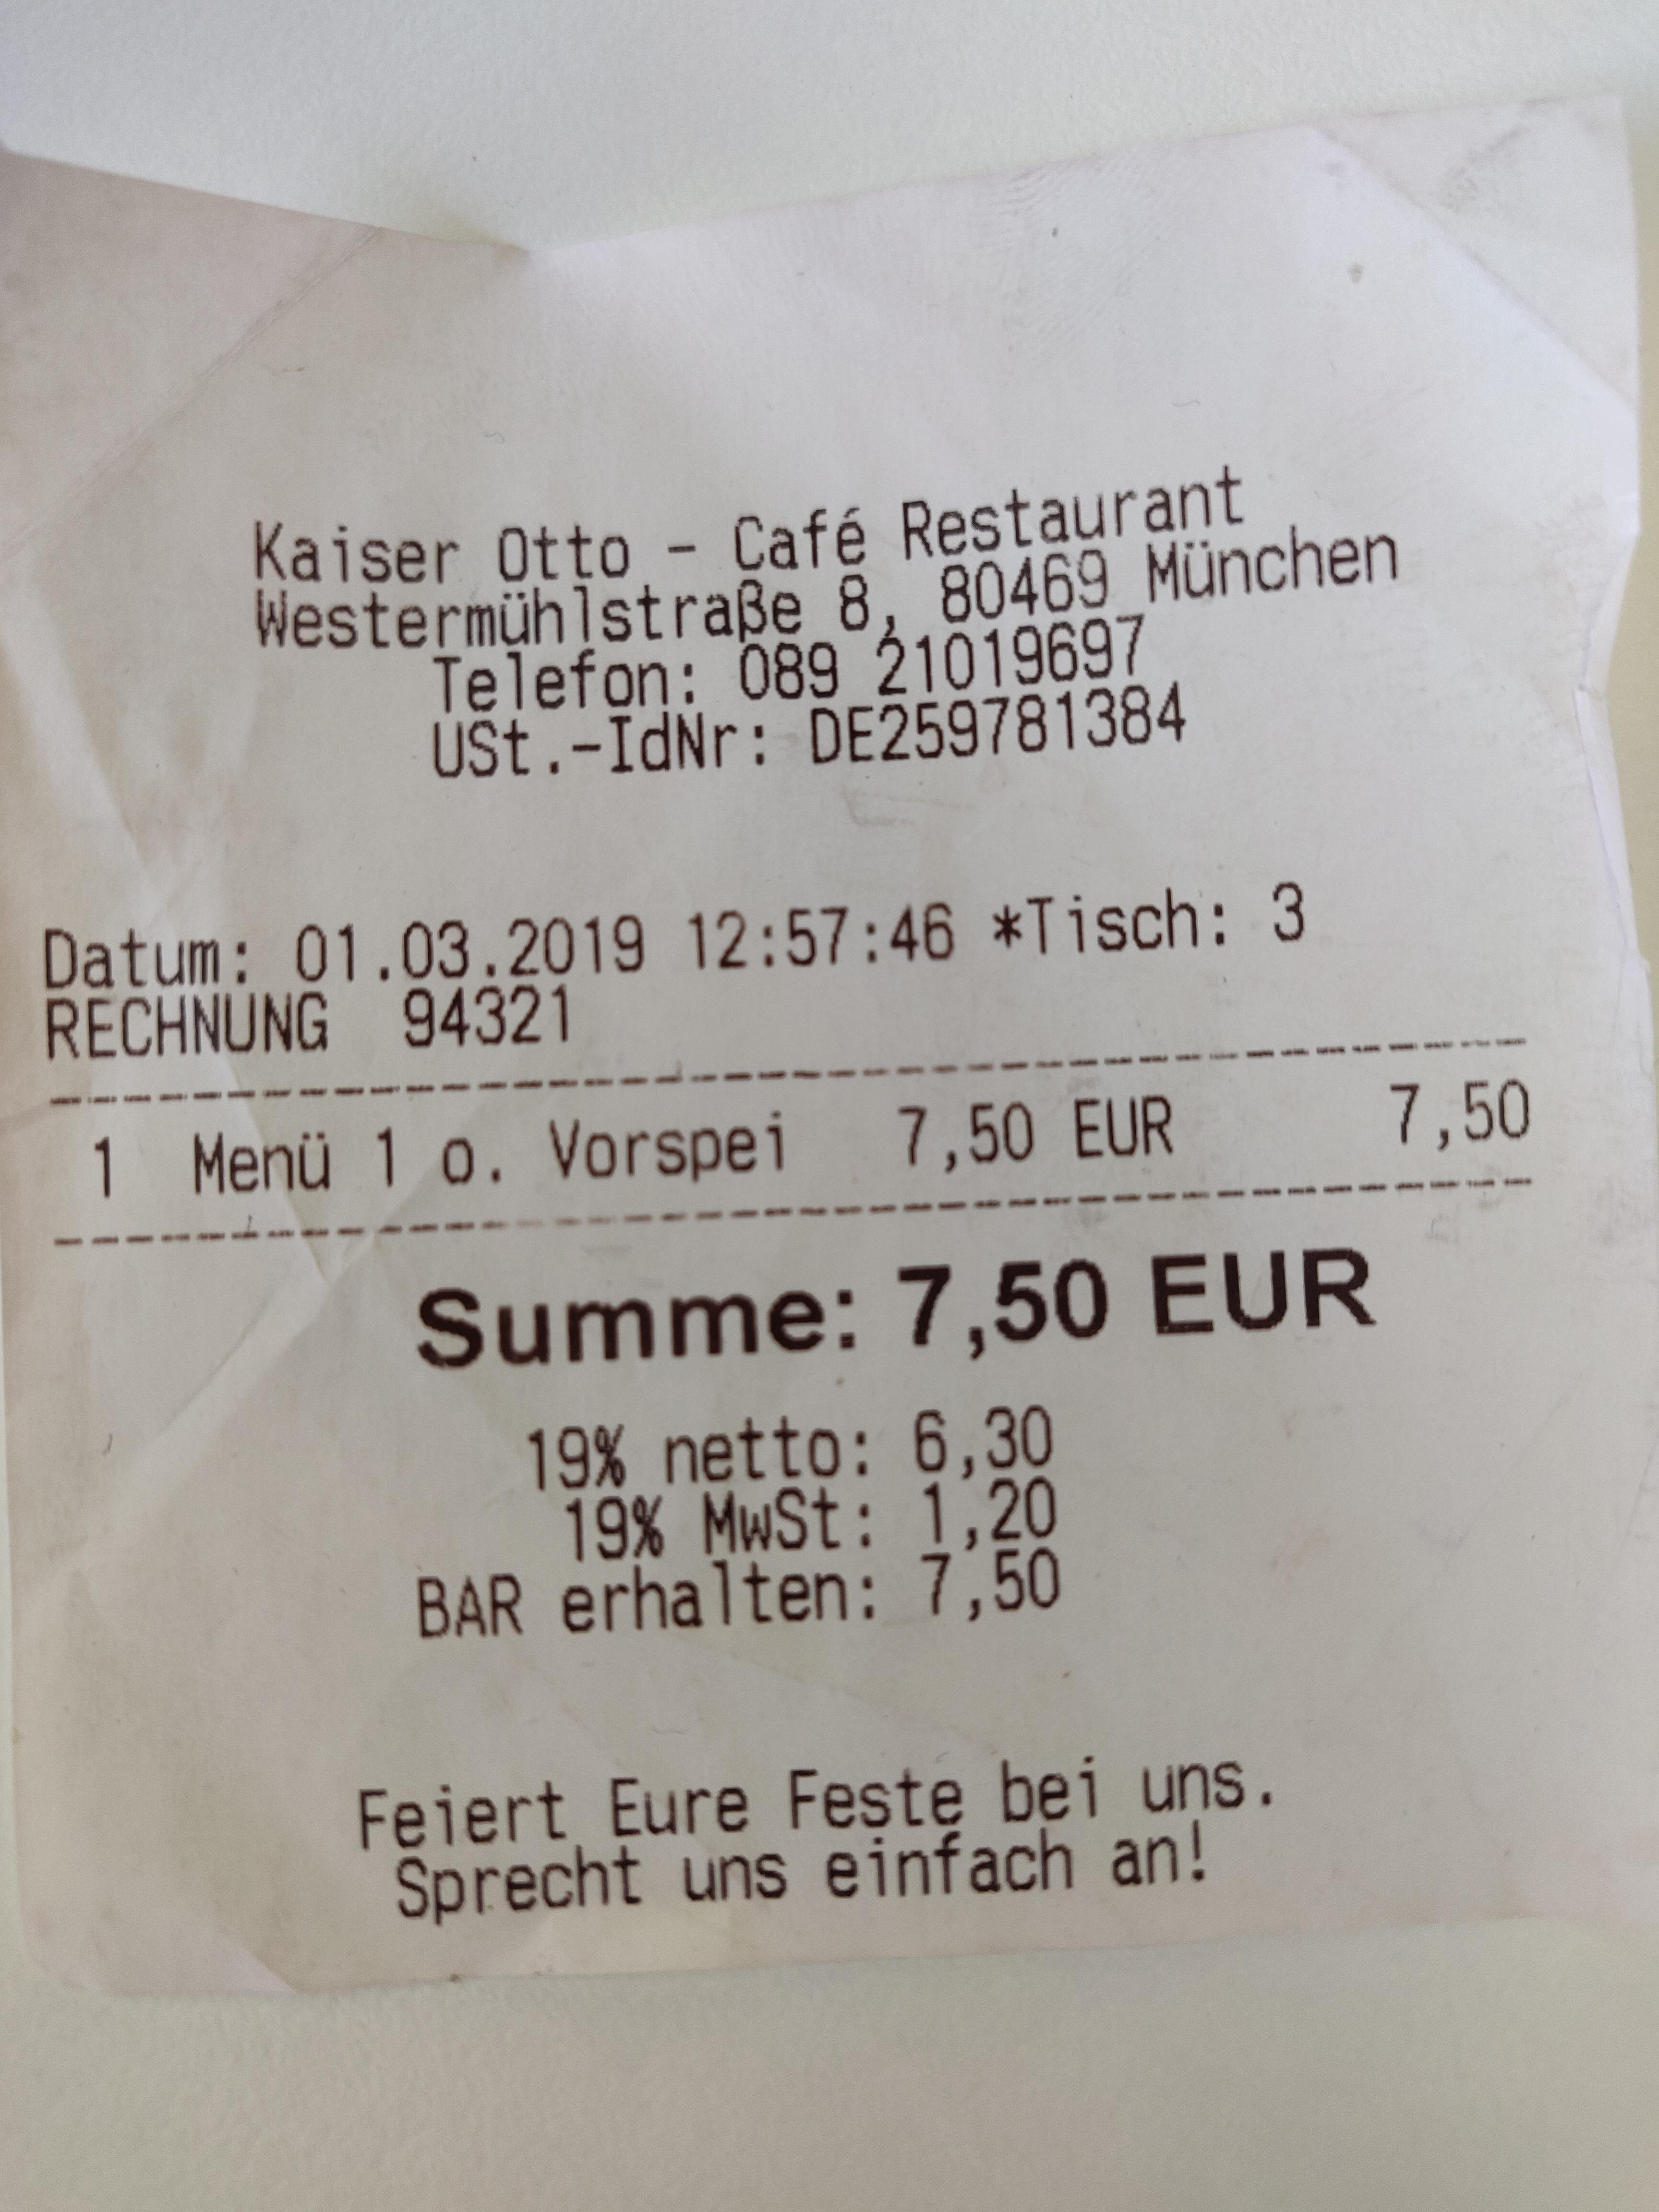 Kaiser Otto - Café Restaurant
Westermühlstraße 8, 80469 München
Telefon: 089 21019697
USt.-IdNr: DE259781384
Datum: 01.03.2019 12:57:46 *Tisch: 3
RECHNUNG 94321
1 Menü 1 o. Vorspei 7,50 EUR 7,50
Summe: 7,50 EUR
19% netto: 6,30
19% MwSt: 1,20
BAR erhalten: 7,50
Feiert Eure Feste bei uns.
Sprecht uns einfach an!